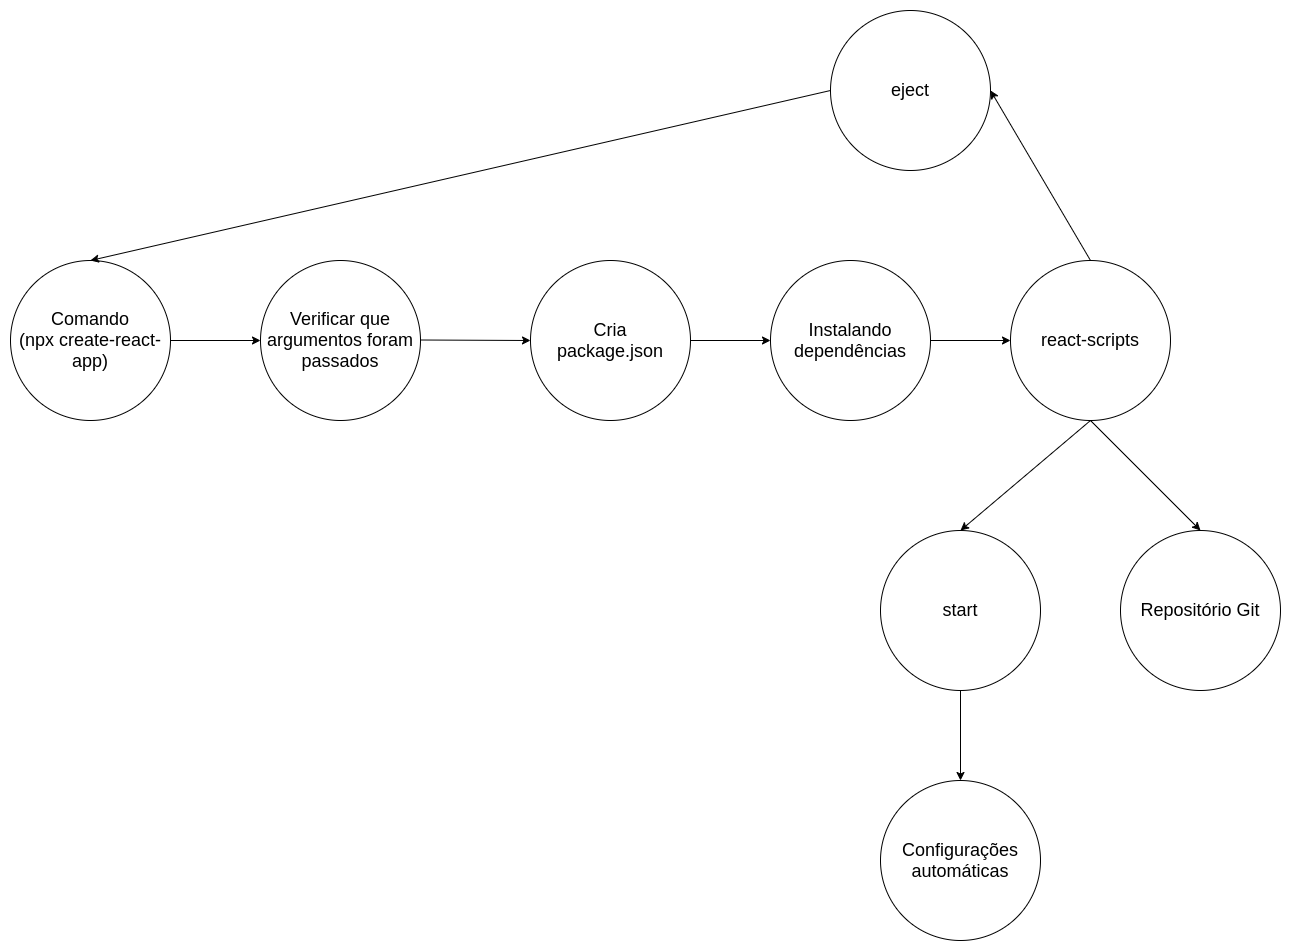 eject
Comando
(npx create-react-
app)
Verificar que
argumentos foram
passados
Cria
package.json
Instalando
dependências
react-scripts
start
Repositório Git
Configurações
automáticas